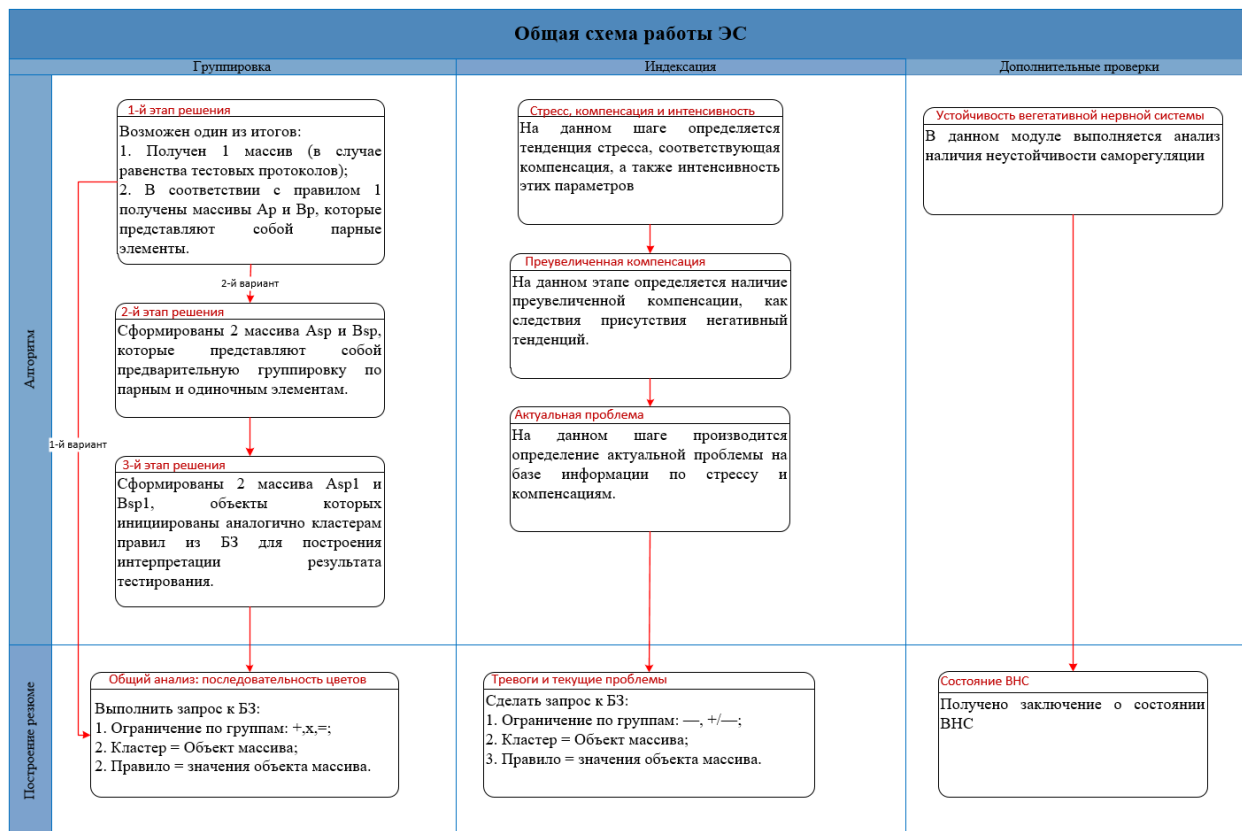 Общая схема работы ЭС
Группировка
Индексация
Дополнительные проверки
Алгоритм
1-й этап решения
Возможен один из итогов:
1. Получен 1 массив (в случае
равенства тестовых протоколов);
2. В соответствии с правилом 1
получены массивы Ap и Bp, которые
представляют собой парные
элементы.
2-й вариант
2-й этап решения
Сформированы 2 массива Asp и Bsp,
которые представляют собой
предварительную группировку по
парным и одиночным элементам.
1-й вариант
3-й этап решения
Сформированы 2 массива Asp1 и
Bsp1, объекты которых
инициированы аналогично кластерам
правил из БЗ для построения
интерпретации результата
тестирования.
Стресс, компенсация и интенсивность
На данном шаге определяется
тенденция стресса, соответствующая
компенсация, а также интенсивность
этих параметров
Преувеличенная компенсация
На данном этапе определяется наличие
преувеличенной компенсации, как
следствия присутствия негативный
тенденций.
Актуальная проблема
На данном шаге производится
определение актуальной проблемы на
базе информации по стрессу и
компенсациям.
Устойчивость вегетативной нервной системы
В данном модуле выполняется анализ
наличия неустойчивости саморегуляции
Построение резюме
Общий анализ: последовательность цветов
Выполнить запрос к БЗ:
1. Ограничение по группам: +,x,=;
2. Кластер = Объект массива;
2. Правило = значения объекта массива.
Тревоги и текущие проблемы
Сделать запрос к БЗ:
1. Ограничение по группам: —, +/—;
2. Кластер = Объект массива;
3. Правило = значения объекта массива.
Состояние ВНС
Получено заключение о состоянии
ВНС